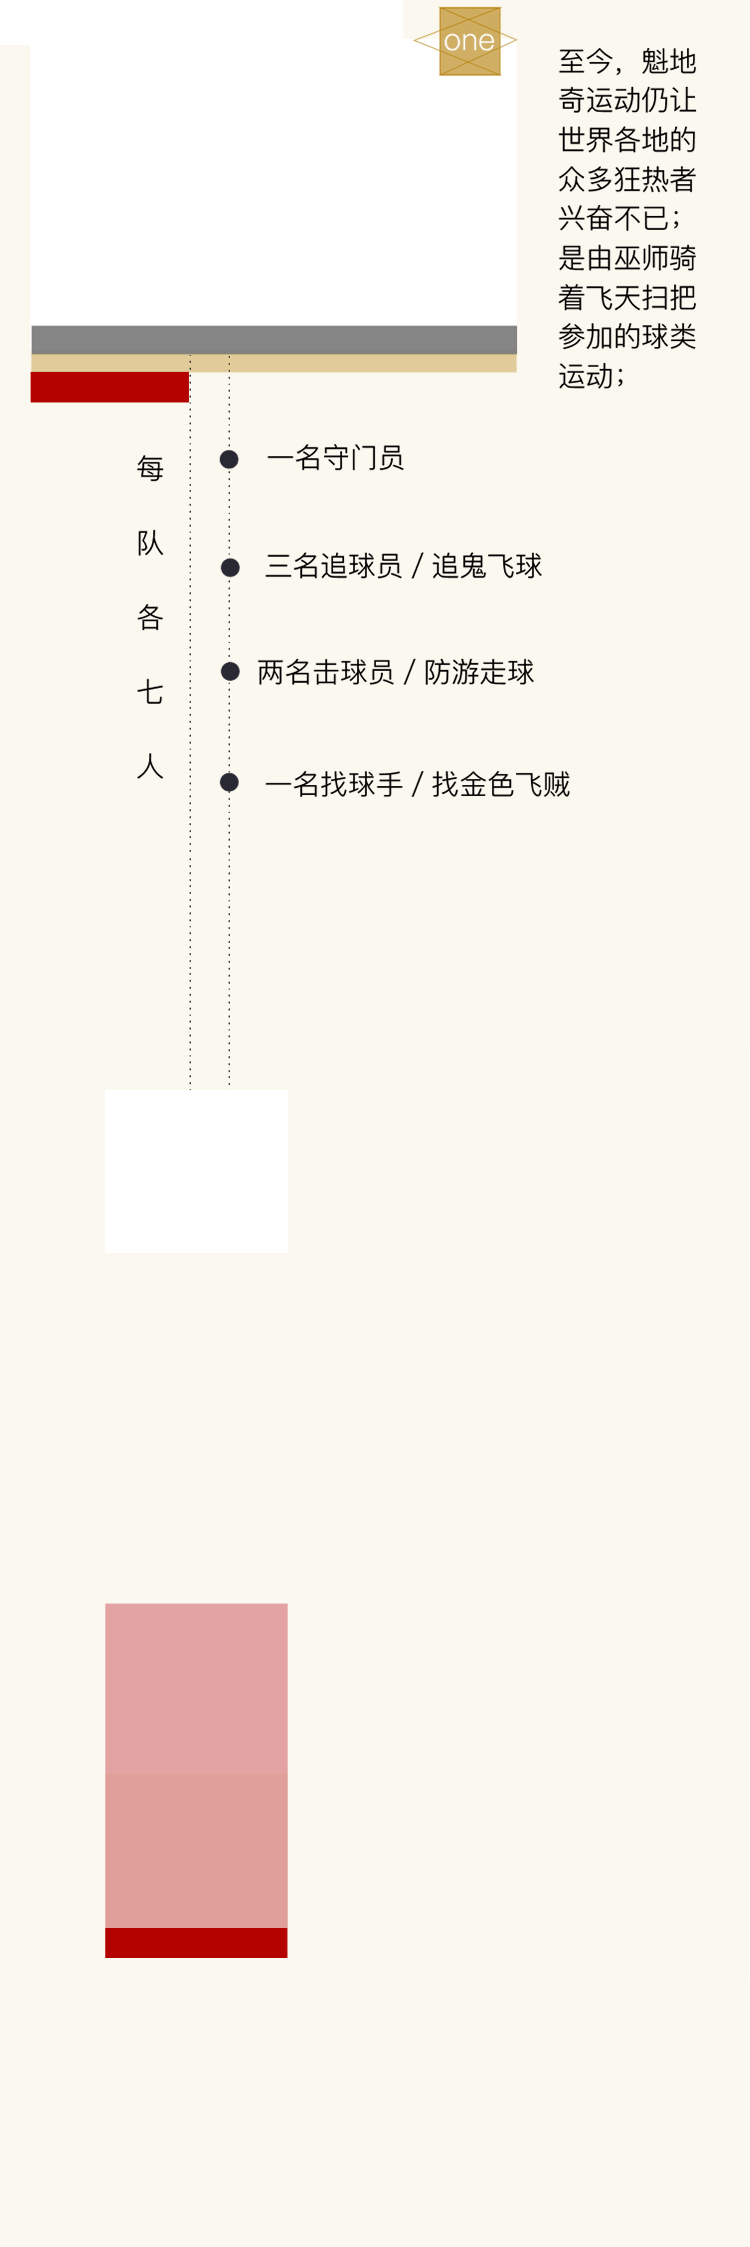 one
至今，魁地
奇运动仍让
世界各地的
众多狂热者
兴奋不已；
是由巫师骑
着飞天扫把
参加的球类
运动；
每
队
各
七
人
一名守门员
三名追球员 / 追鬼飞球
两名击球员 / 防游走球
一名找球手 / 找金色飞贼